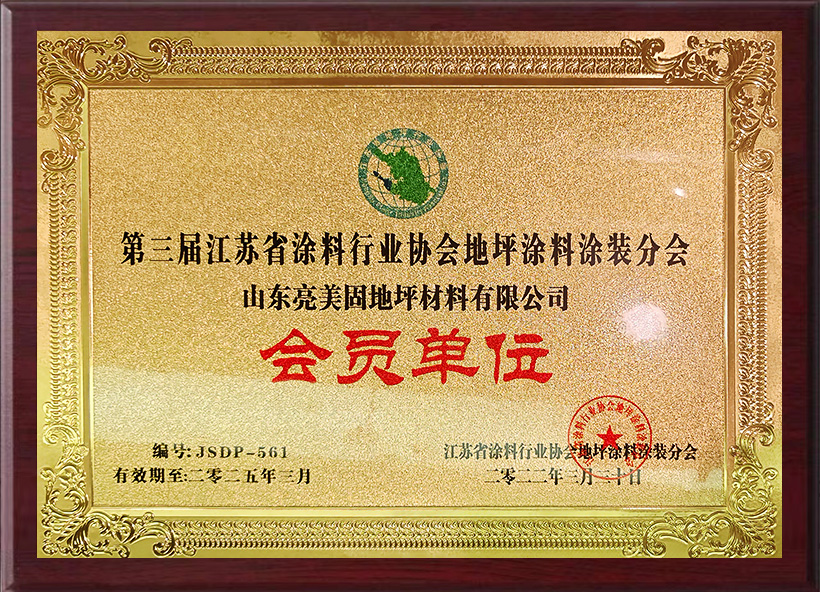 第三届江苏省涂料行业协会地坪涂料涂装分会
山东亮美固地坪材料有限公司
会员单位
编号:JSDP-561
有效期至:二零二五年三月
江苏省涂料行业协会地坪涂料涂装分会
二零二二年三月三十日